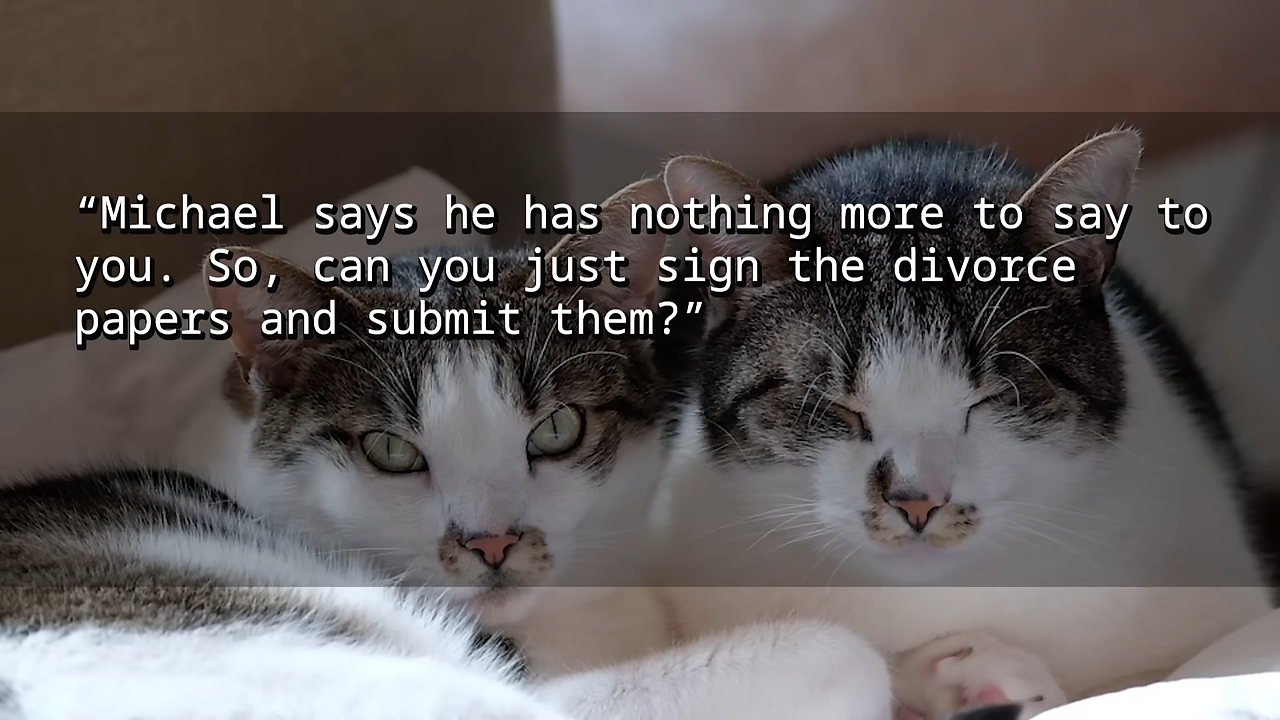 “Michael says he has nothing more to say to
you. So, can you just sign the divorce
papers and submit them?”